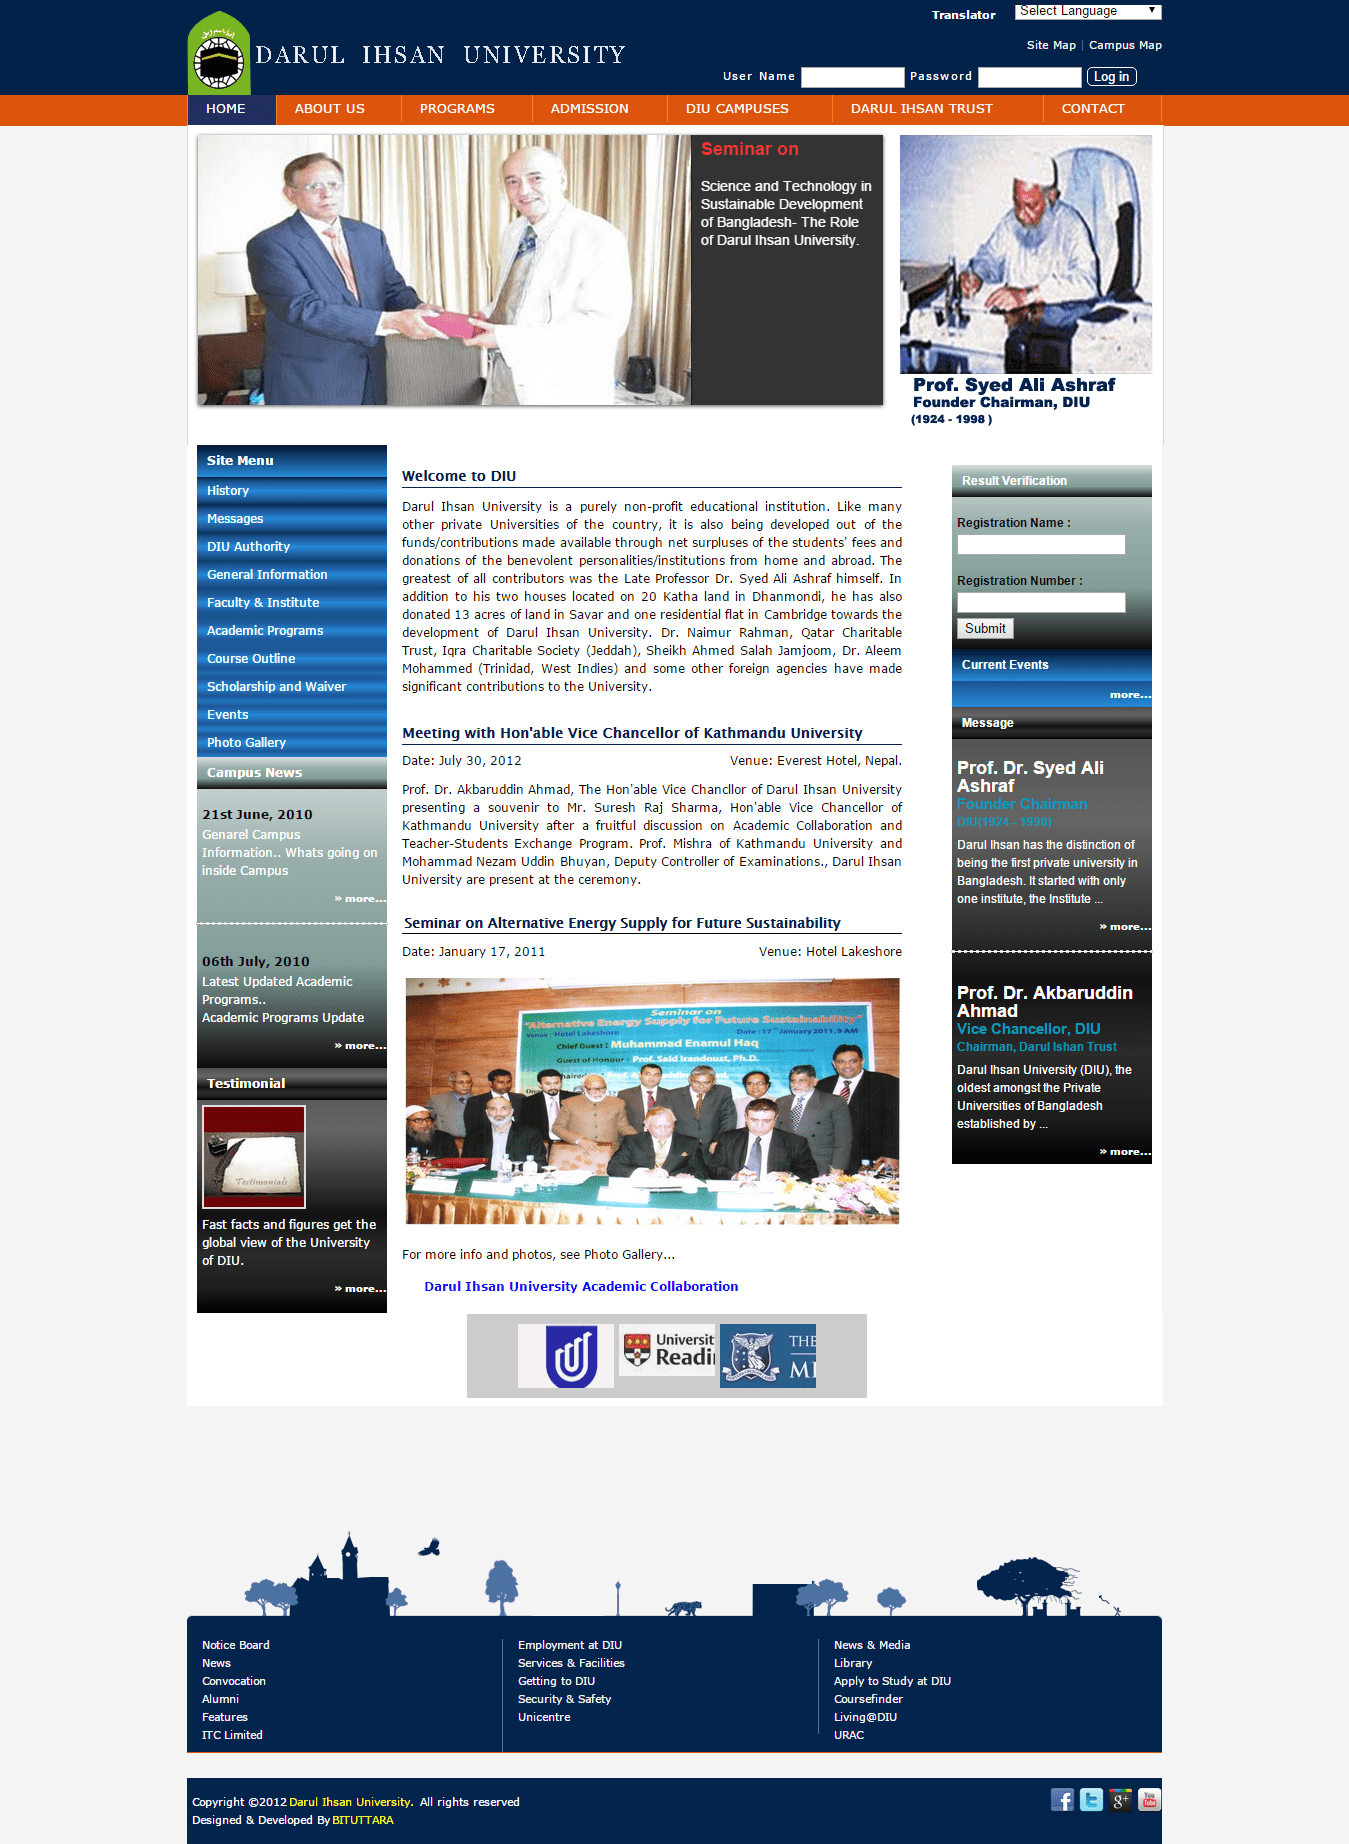 Translator
Select Language
Site Map | Campus Map
DARUL IHSAN UNIVERSITY
User Name
Password
Log in
HOME
ABOUT US
PROGRAMS
ADMISSION
DIU CAMPUSES
DARUL IHSAN TRUST
CONTACT
Seminar on
Science and Technology in
Sustainable Development
of Bangladesh- The Role
of Darul Ihsan University.
Prof. Syed Ali Ashraf
Founder Chairman, DIU
(1924 - 1998 )
Site Menu
History
Messages
DIU Authority
General Information
Faculty & Institute
Academic Programs
Course Outline
Scholarship and Waiver
Events
Photo Gallery
Campus News
21st June, 2010
Genarel Campus
Information.. Whats going on
inside Campus
» more...
06th July, 2010
Latest Updated Academic
Programs..
Academic Programs Update
» more...
Testimonial
Testimonials
Fast facts and figures get the
global view of the University
of DIU.
» more...
Welcome to DIU
Darul Ihsan University is a purely non-profit educational institution. Like many
other private Universities of the country, it is also being developed out of the
funds/contributions made available through net surpluses of the students' fees and
donations of the benevolent personalities/institutions from home and abroad. The
greatest of all contributors was the Late Professor Dr. Syed Ali Ashraf himself. In
addition to his two houses located on 20 Katha land in Dhanmondi, he has also
donated 13 acres of land in Savar and one residential flat in Cambridge towards the
development of Darul Ihsan University. Dr. Naimur Rahman, Qatar Charitable
Trust, Iqra Charitable Society (Jeddah), Sheikh Ahmed Salah Jamjoom, Dr. Aleem
Mohammed (Trinidad, West Indies) and some other foreign agencies have made
significant contributions to the University.
Meeting with Hon'able Vice Chancellor of Kathmandu University
Date: July 30, 2012
Venue: Everest Hotel, Nepal.
Prof. Dr. Akbaruddin Ahmad, The Hon'able Vice Chancllor of Darul Ihsan University
presenting a souvenir to Mr. Suresh Raj Sharma, Hon'able Vice Chancellor of
Kathmandu University after a fruitful discussion on Academic Collaboration and
Teacher-Students Exchange Program. Prof. Mishra of Kathmandu University and
Mohammad Nezam Uddin Bhuyan, Deputy Controller of Examinations., Darul Ihsan
University are present at the ceremony.
Seminar on Alternative Energy Supply for Future Sustainability
Date: January 17, 2011
Venue: Hotel Lakeshore
Seminar on
"Alternative Energy Supply for Future Sustainability"
Venue : Hotel Lakeshore
Date : 17th January 2011, 9 AM
Chief Guest : Muhammad Enamul Haq
Guest of Honour : Prof. Said Irandoust, Ph.D.
For more info and photos, see Photo Gallery...
Darul Ihsan University Academic Collaboration
Universit
Readi
THE
ME
Result Verification
Registration Name :
Registration Number :
Submit
Current Events
more...
Message
Prof. Dr. Syed Ali
Ashraf
Founder Chairman
DIU(1924 - 1998)
Darul Ihsan has the distinction of
being the first private university in
Bangladesh. It started with only
one institute, the Institute ...
» more...
Prof. Dr. Akbaruddin
Ahmad
Vice Chancellor, DIU
Chairman, Darul Ishan Trust
Darul Ihsan University (DIU), the
oldest amongst the Private
Universities of Bangladesh
established by ...
» more...
Notice Board
News
Convocation
Alumni
Features
ITC Limited
Employment at DIU
Services & Facilities
Getting to DIU
Security & Safety
Unicentre
News & Media
Library
Apply to Study at DIU
Coursefinder
Living@DIU
URAC
Copyright ©2012 Darul Ihsan University. All rights reserved
Designed & Developed By BITUTTARA